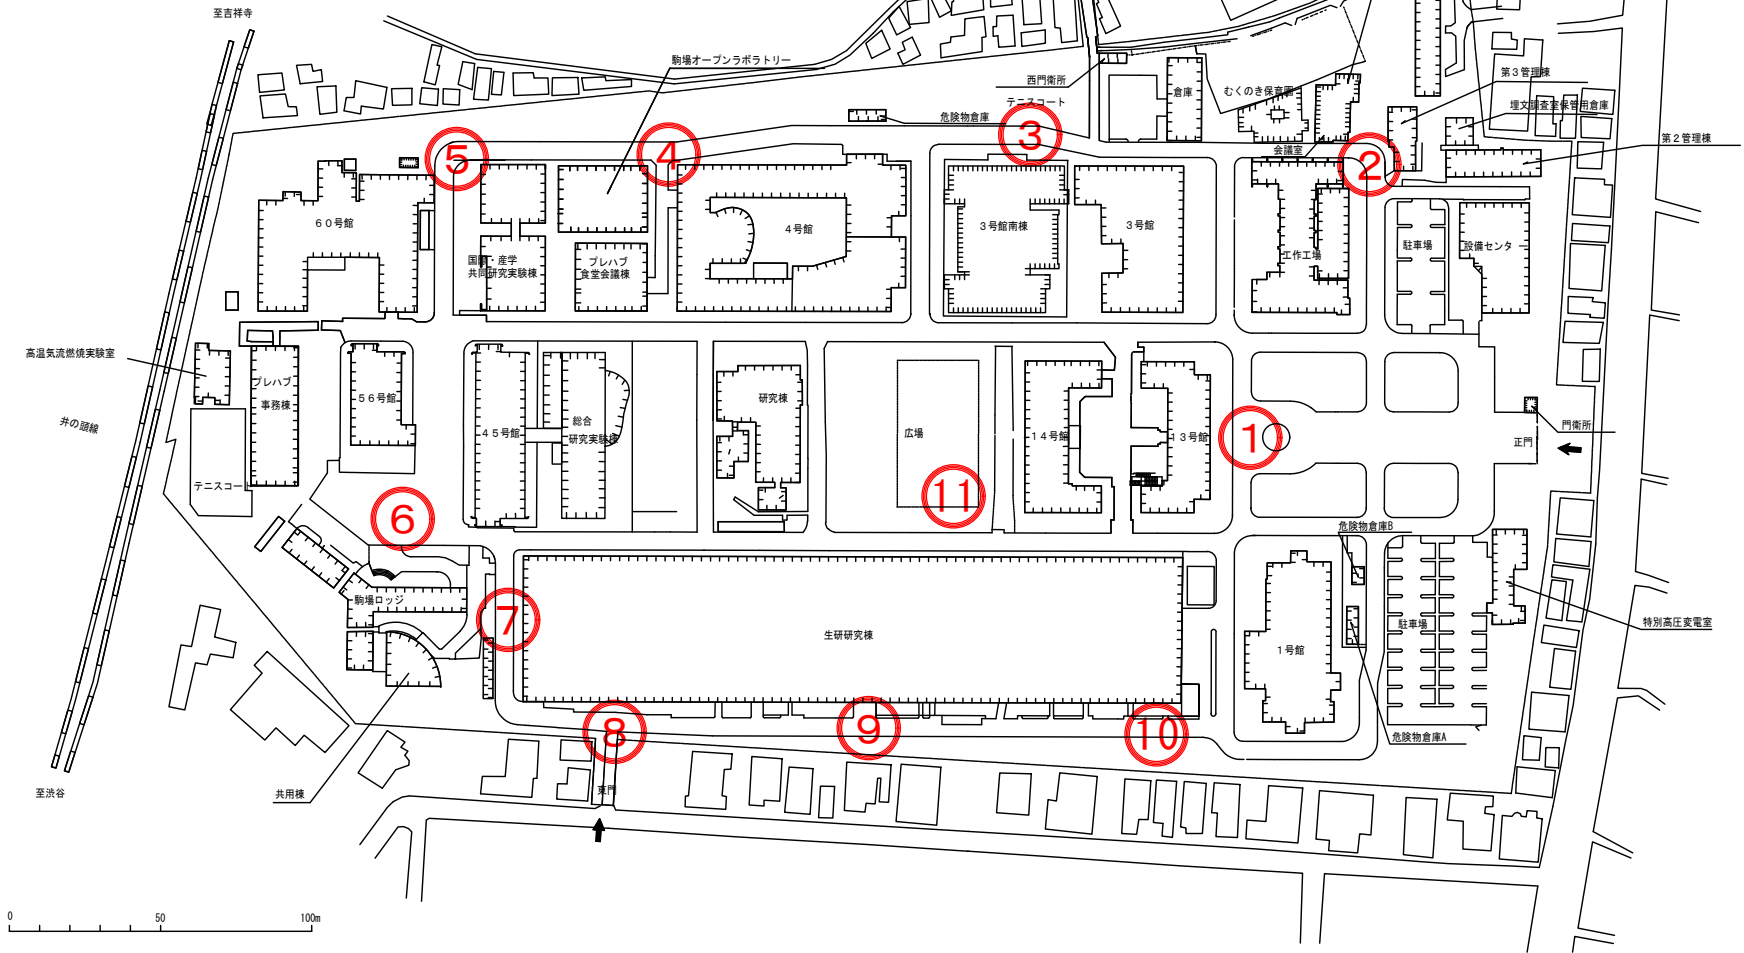 至吉祥寺
駒場オープンラボラトリー
西門衛所
テニスコート
倉庫
むくのき保育園
第3管理棟
埋文調査室保管用倉庫
第2管理棟
危険物倉庫
会議室
5
4
3
2
60号館
国際・産学
共同研究実験棟
プレハブ
食堂会議棟
4号館
3号館南棟
3号館
工作工場
駐車場
設備センタ
高温気流燃焼実験室
プレハブ
事務棟
56号館
45号館
総合
研究実験棟
研究棟
広場
14号館
13号館
1
門衛所
正門
井の頭線
テニスコート
6
11
危険物倉庫B
駒場ロッジ
7
生研研究棟
1号館
駐車場
特別高圧変電室
8
9
10
危険物倉庫A
至渋谷
共用棟
東門
0 50 100m